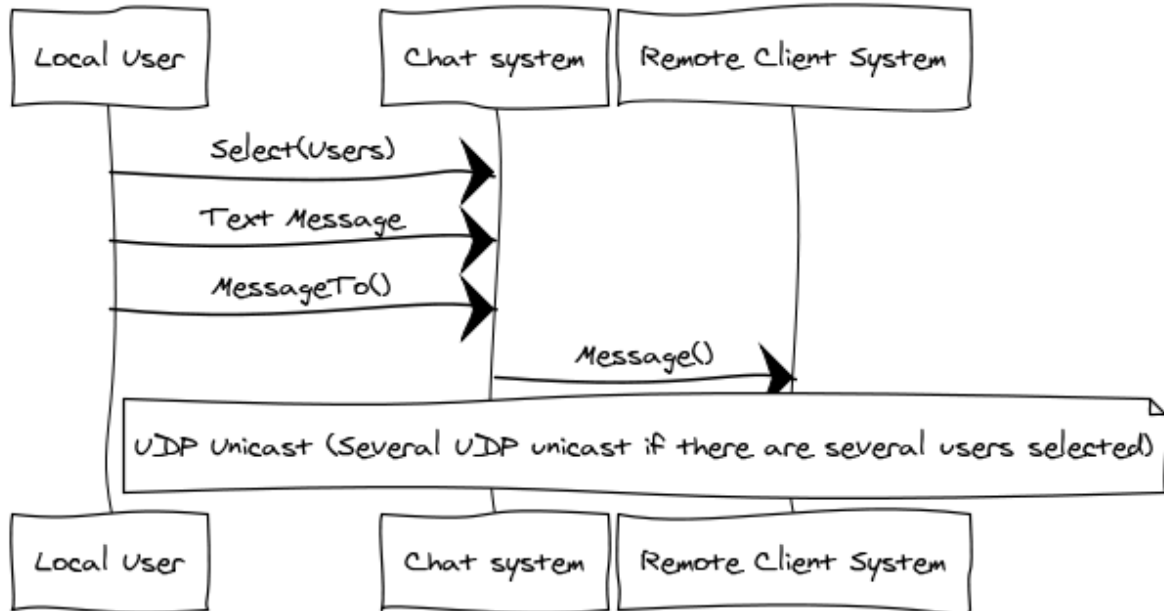 Local User
Chat system
Remote Client System
Select(Users)
Text Message
MessageTo()
Message()
UDP Unicast (Several UDP unicast if there are several users selected)
Local User
Chat system
Remote Client System